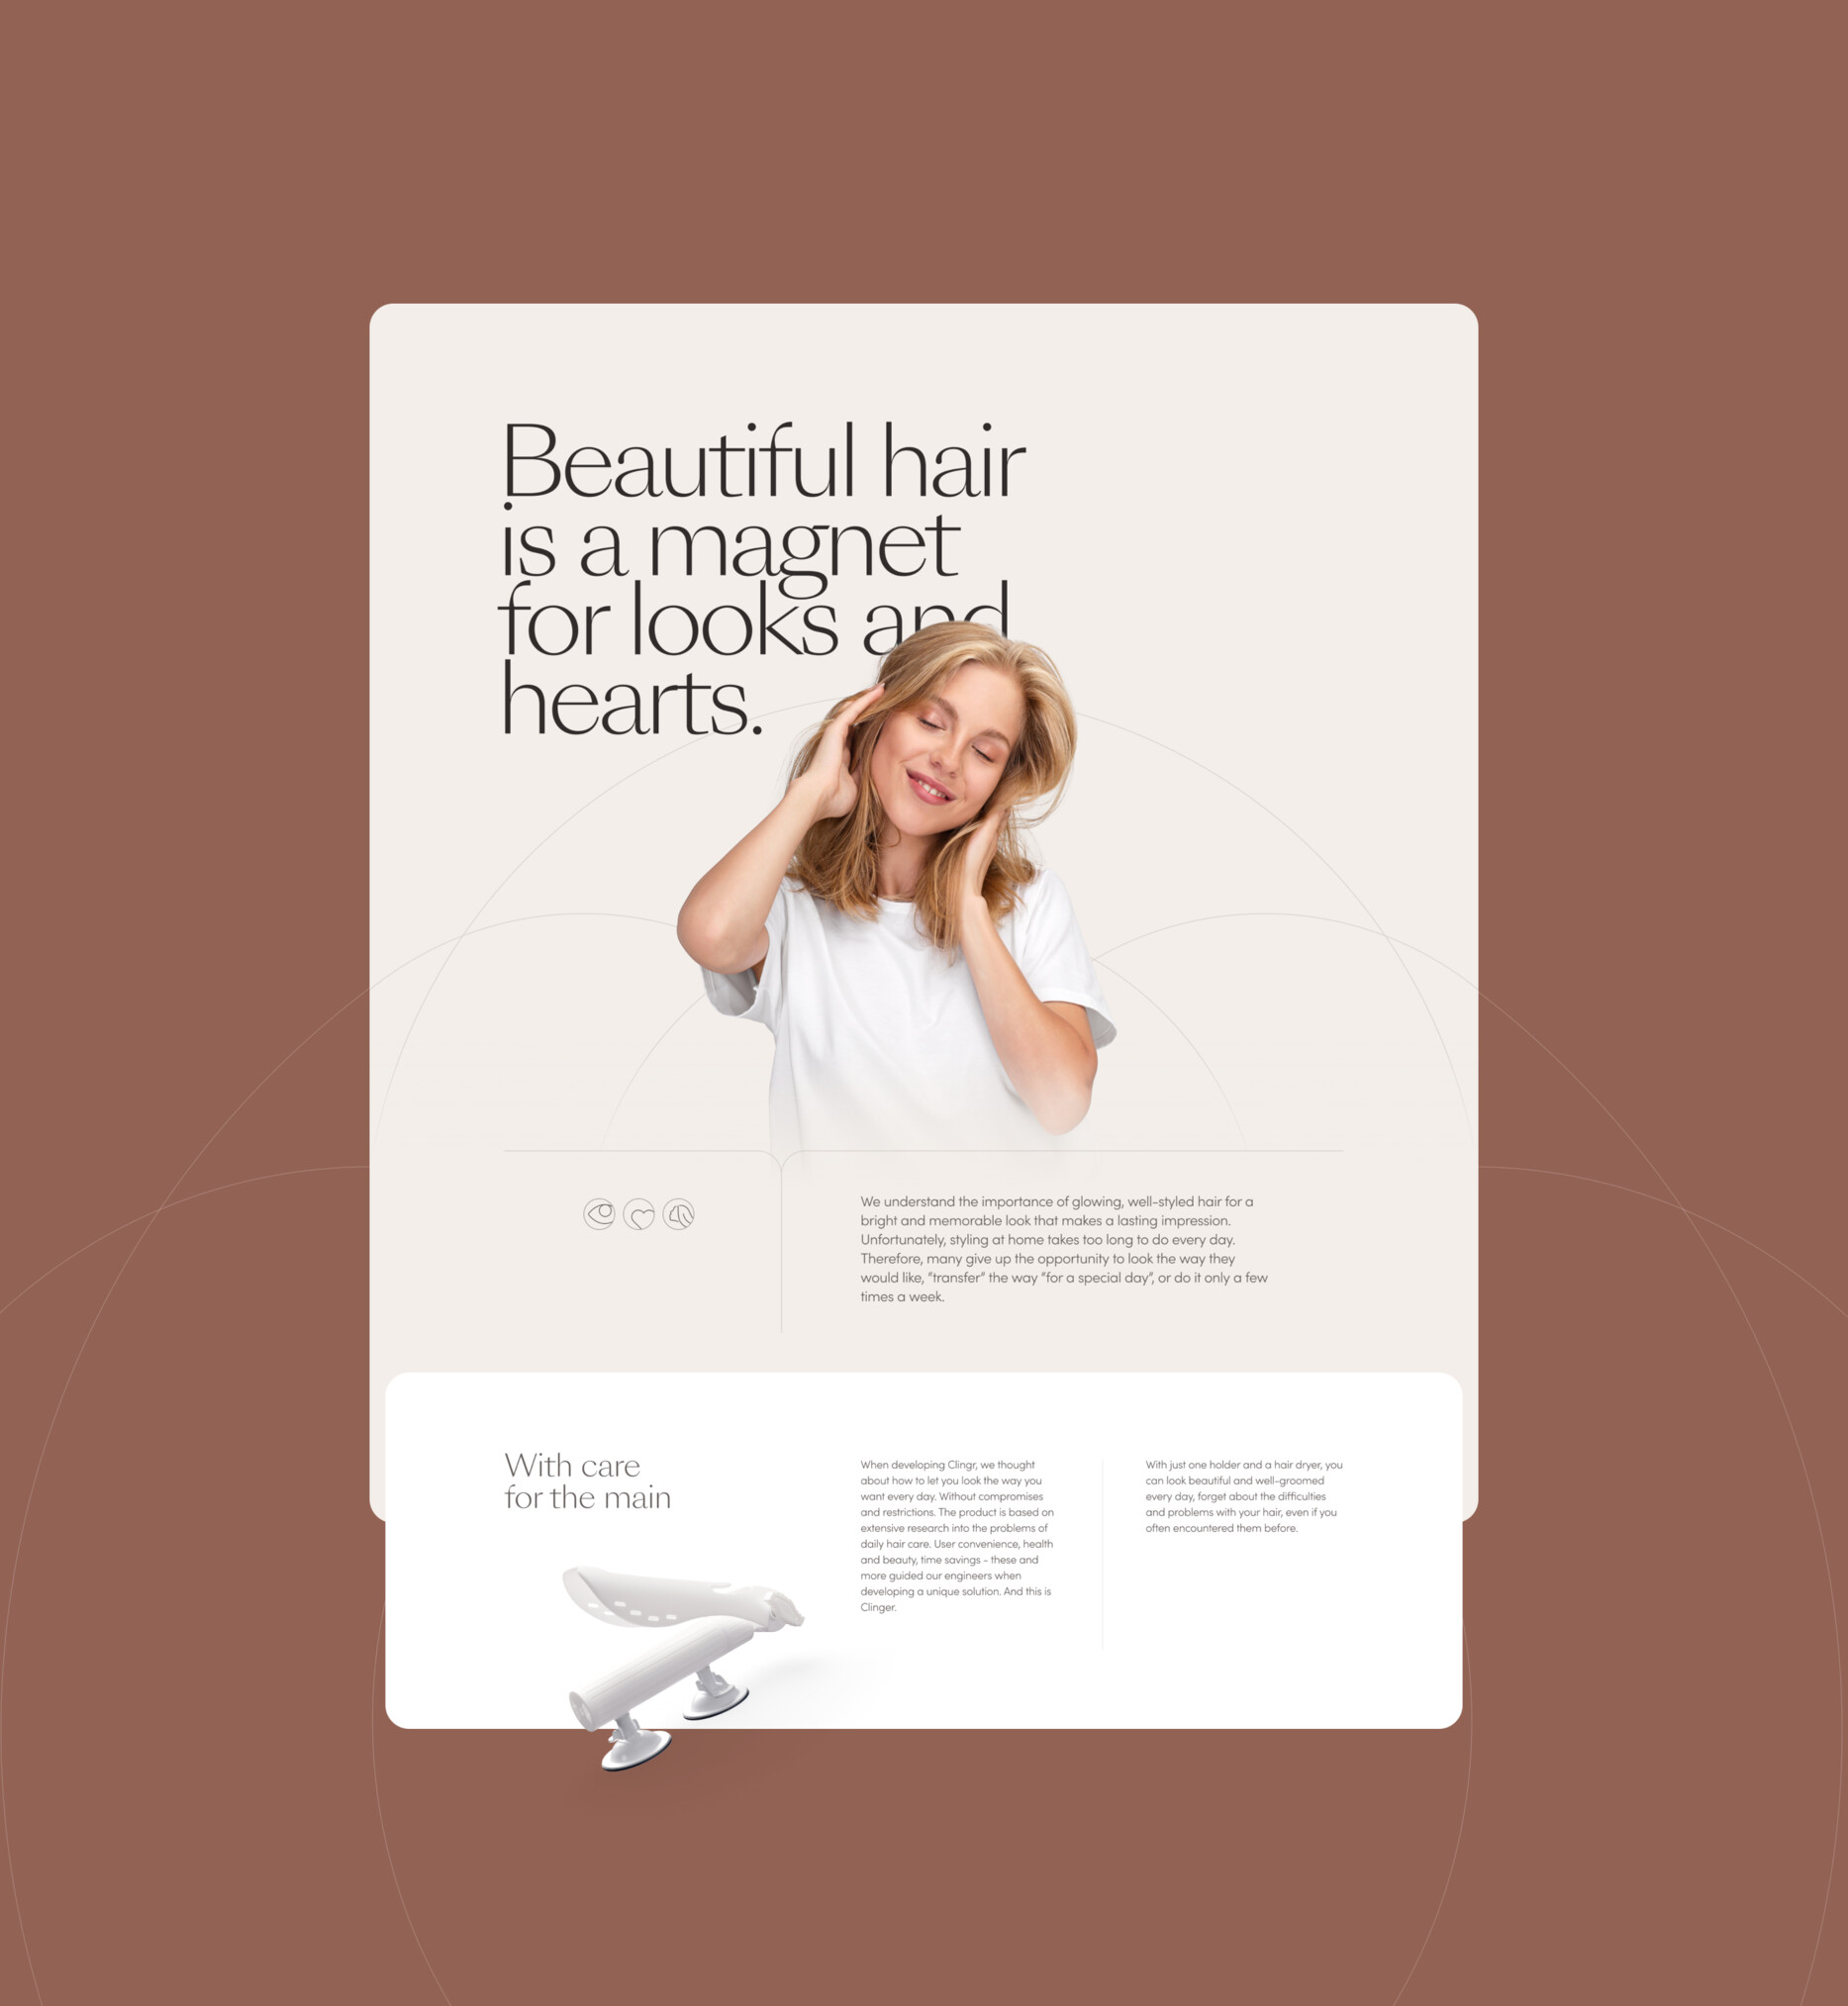 Beautiful hair
is a magnet
for looks and
hearts.
We understand the importance of glowing, well-styled hair for a
bright and memorable look that makes a lasting impression.
Unfortunately, styling at home takes too long to do every day.
Therefore, many give up the opportunity to look the way they
would like, “transfer” the way “for a special day”, or do it only a few
times a week.
With care
for the main
When developing Clingr, we thought
about how to let you look the way you
want every day. Without compromises
and restrictions. The product is based on
extensive research into the problems of
daily hair care. User convenience, health
and beauty, time savings - these and
more guided our engineers when
developing a unique solution. And this is
Clinger.
With just one holder and a hair dryer, you
can look beautiful and well-groomed
every day, forget about the difficulties
and problems with your hair, even if you
often encountered them before.